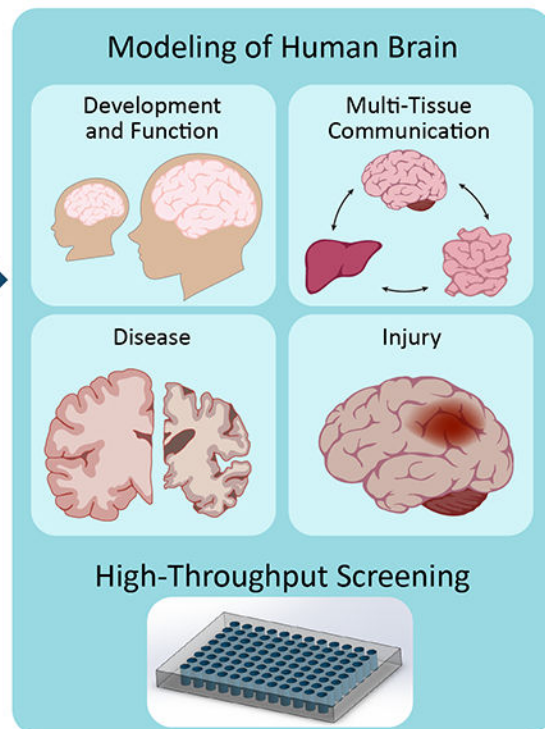 Modeling of Human Brain
Development
and Function
Multi-Tissue
Communication
Disease
Injury
High-Throughput Screening